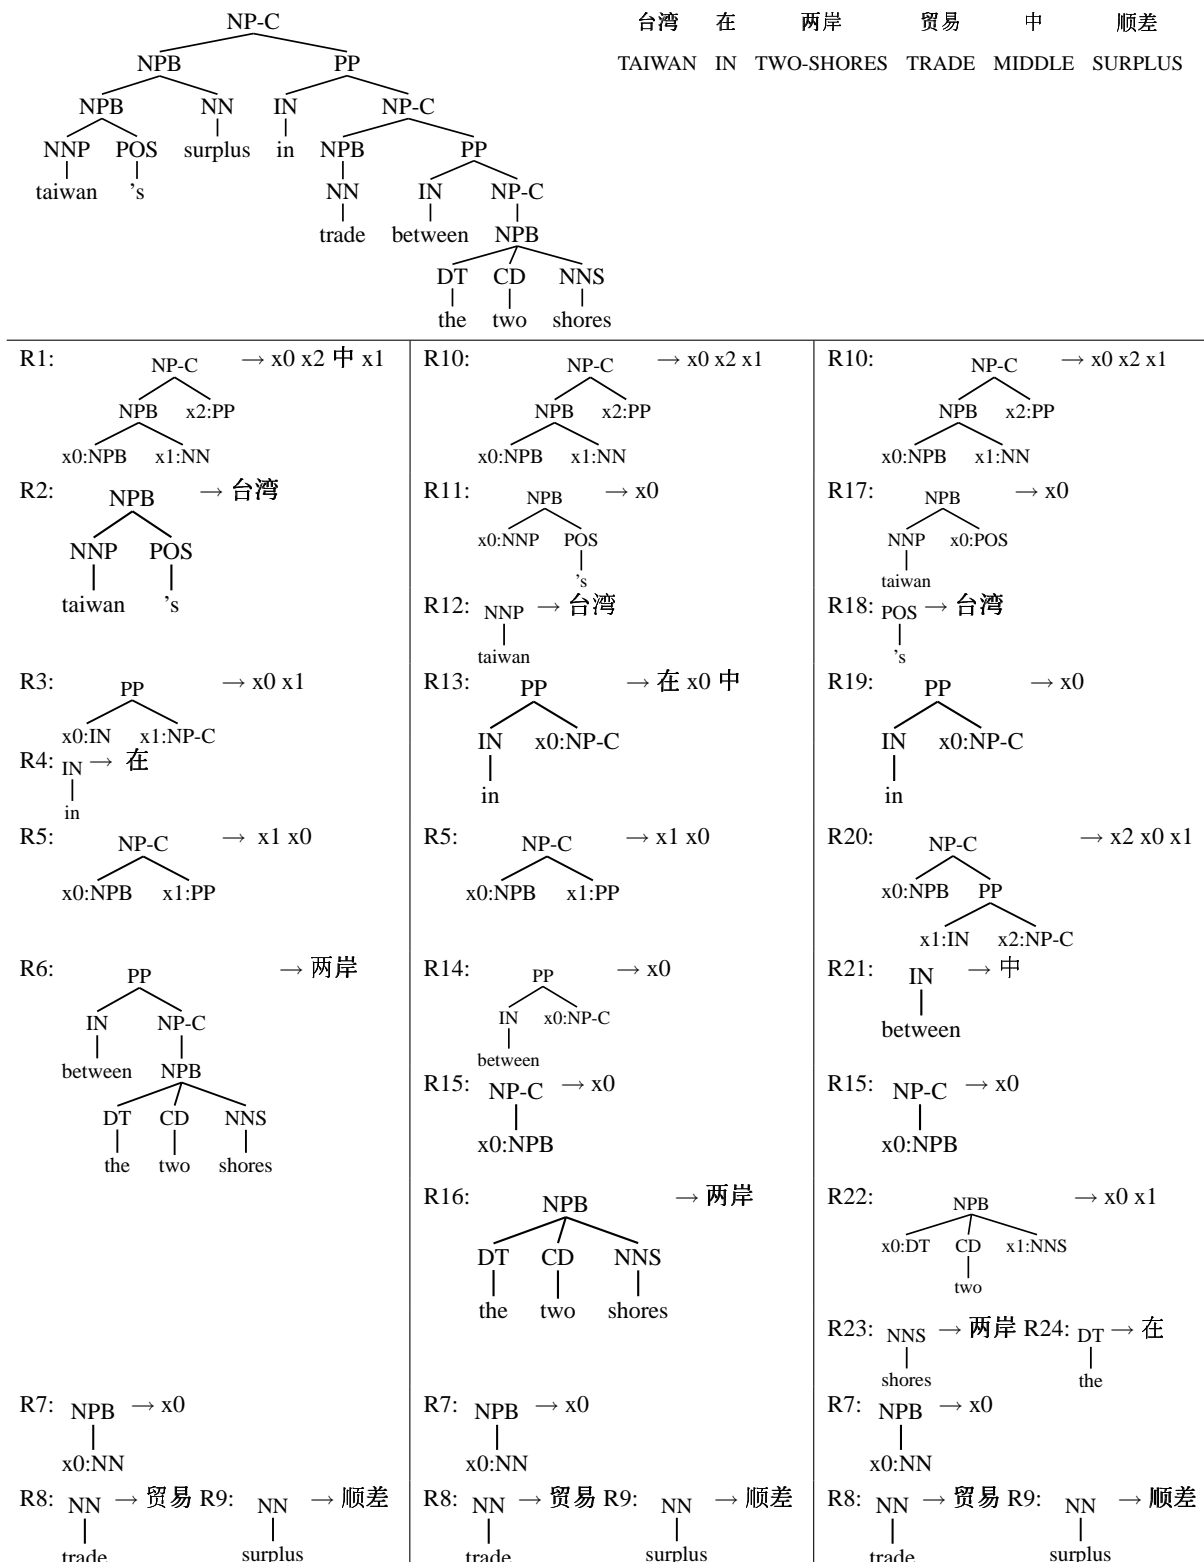 NP-C 台湾 在 两岸 贸易 中 顺差
NPB PP TAIWAN IN TWO-SHORES TRADE MIDDLE SURPLUS
NPB NN IN NP-C
NNP POS surplus in NPB PP
taiwan 's NN IN NP-C
trade between NPB
DT CD NNS
the two shores
R1: NP-C → x0 x2 中 x1
NPB x2:PP
x0:NPB x1:NN
R2: NPB → 台湾
NNP POS
taiwan 's
R3: PP → x0 x1
x0:IN x1:NP-C
R4: IN → 在
in
R5: NP-C → x1 x0
x0:NPB x1:PP
R6: PP → 两岸
IN NP-C
between NPB
DT CD NNS
the two shores
R7: NPB → x0
x0:NN
R8: NN → 贸易 R9: NN → 顺差
trade surplus
R10: NP-C → x0 x2 x1
NPB x2:PP
x0:NPB x1:NN
R11: NPB → x0
x0:NNP POS
's
R12: NNP → 台湾
taiwan
R13: PP → 在 x0 中
IN x0:NP-C
in
R5: NP-C → x1 x0
x0:NPB x1:PP
R14: PP → x0
IN x0:NP-C
between
R15: NP-C → x0
x0:NPB
R16: NPB → 两岸
DT CD NNS
the two shores
R7: NPB → x0
x0:NN
R8: NN → 贸易 R9: NN → 顺差
trade surplus
R10: NP-C → x0 x2 x1
NPB x2:PP
x0:NPB x1:NN
R17: NPB → x0
NNP x0:POS
taiwan
R18: POS → 台湾
's
R19: PP → x0
IN x0:NP-C
in
R20: NP-C → x2 x0 x1
x0:NPB PP
x1:IN x2:NP-C
R21: IN → 中
between
R15: NP-C → x0
x0:NPB
R22: NPB → x0 x1
x0:DT CD x1:NNS
two
R23: NNS → 两岸 R24: DT → 在
shores the
R7: NPB → x0
x0:NN
R8: NN → 贸易 R9: NN → 顺差
trade surplus